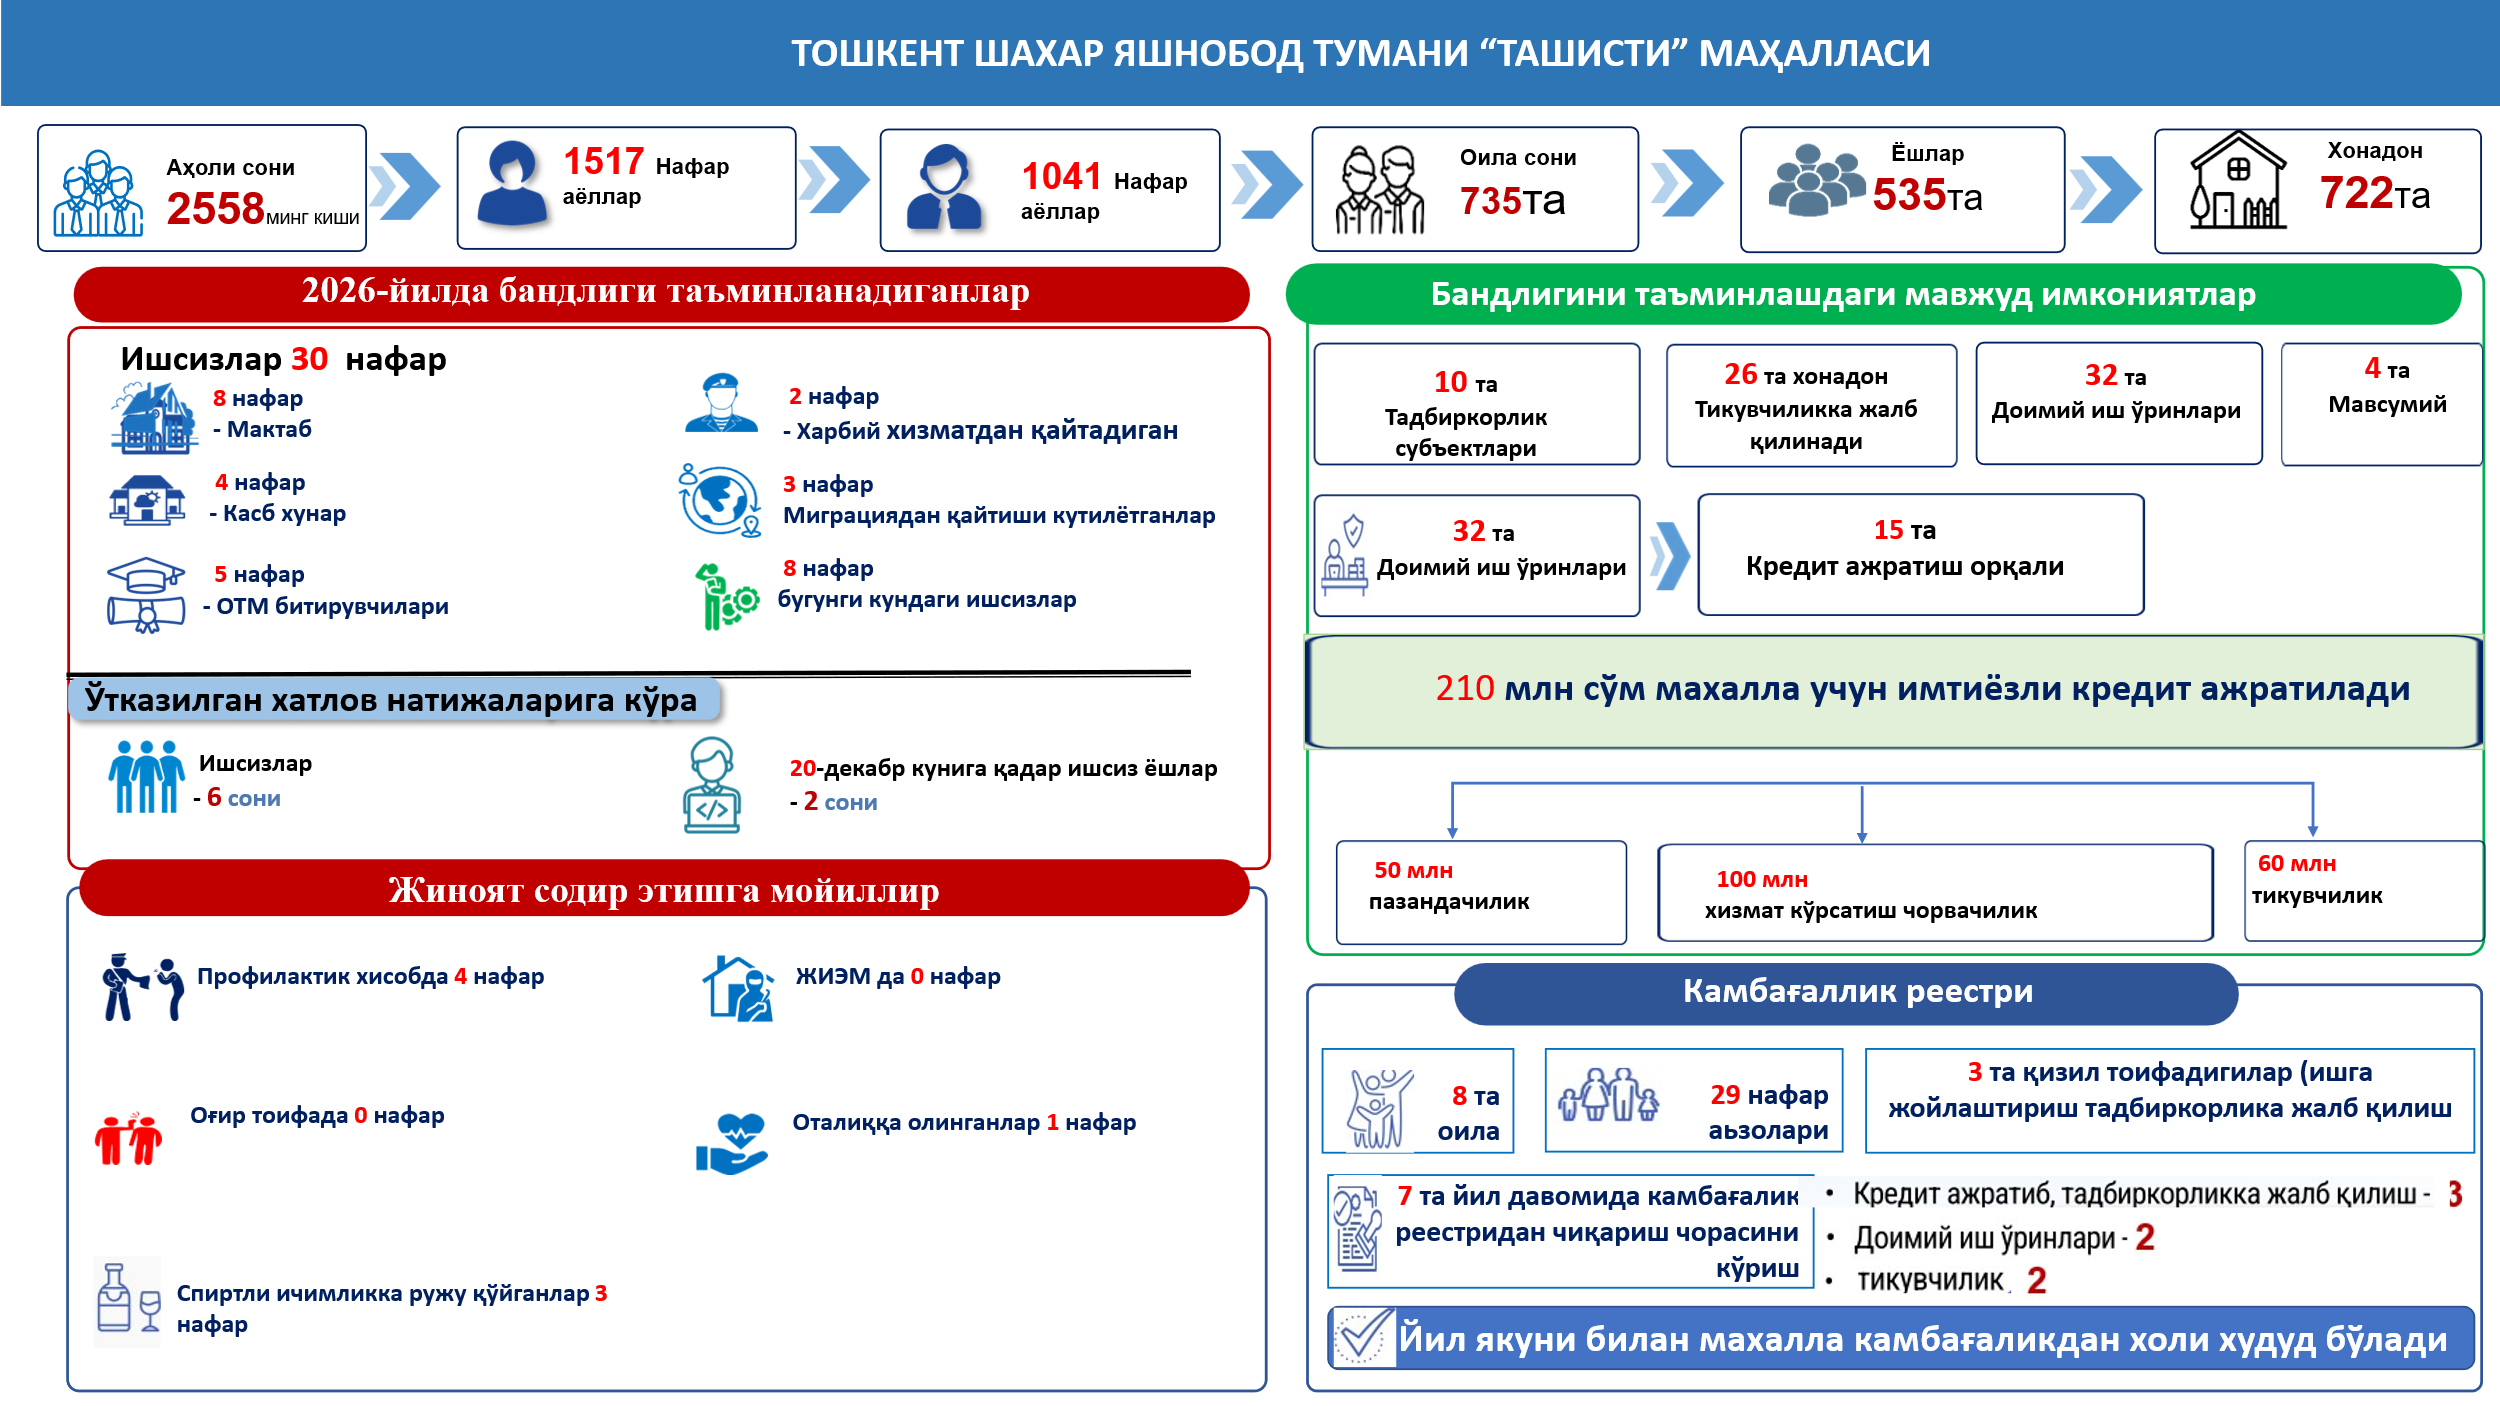 ТОШКЕНТ ШАХАР ЯШНОБОД ТУМАНИ “ТАШИСТИ” МАҲАЛЛАСИ
Аҳоли сони
2558минг киши
1517 Нафар
аёллар
1041 Нафар
аёллар
Оила сони
735та
Ёшлар
535та
Хонадон
722та
2026-йилда бандлиги таъминланадиганлар
Ишсизлар 30 нафар
8 нафар
- Мактаб
4 нафар
- Касб хунар
5 нафар
- ОТМ битирувчилари
2 нафар
- Харбий хизматдан қайтадиган
3 нафар
Миграциядан қайтиши кутилётганлар
8 нафар
бугунги кундаги ишсизлар
Ўтказилган хатлов натижаларига кўра
Ишсизлар
- 6 сони
20-декабр кунига қадар ишсиз ёшлар
- 2 сони
Жиноят содир этишга мойиллир
Профилактик хисобда 4 нафар
ЖИЭМ да 0 нафар
Оғир тоифада 0 нафар
Оталиққа олинганлар 1 нафар
Спиртли ичимликка ружу қўйганлар 3
нафар
Бандлигини таъминлашдаги мавжуд имкониятлар
10 та
Тадбиркорлик
субъектлари
26 та хонадон
Тикувчиликка жалб
қилинади
32 та
Доимий иш ўринлари
4 та
Мавсумий
32 та
Доимий иш ўринлари
15 та
Кредит ажратиш орқали
210 млн сўм махалла учун имтиёзли кредит ажратилади
50 млн
пазандачилик
100 млн
хизмат кўрсатиш чорвачилик
60 млн
тикувчилик
Камбағаллик реестри
8 та
оила
29 нафар
аьзолари
3 та қизил тоифадигилар (ишга
жойлаштириш тадбиркорлика жалб қилиш
7 та йил давомида камбағалик
реестридан чиқариш чорасини
кўриш
• Кредит ажратиб, тадбиркорликка жалб қилиш - 3
• Доимий иш ўринлари - 2
• тикувчилик 2
Йил якуни билан махалла камбағаликдан холи худуд бўлади